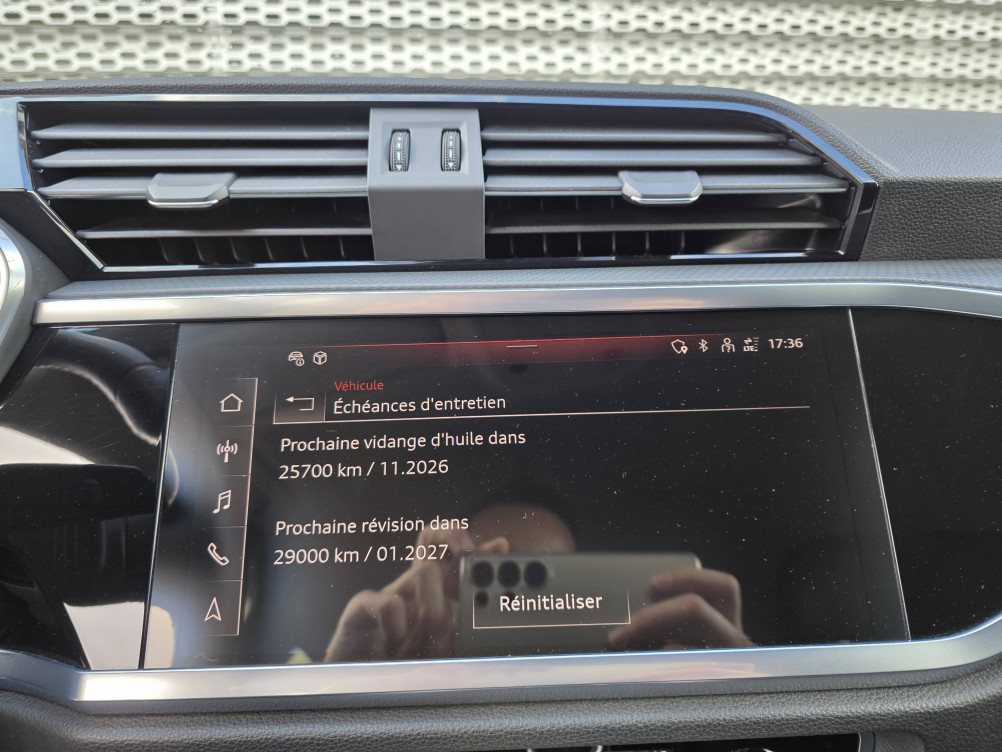 LTE
17:36
Véhicule
Échéances d'entretien
Prochaine vidange d'huile dans
25700 km / 11.2026
Prochaine révision dans
29000 km / 01.2027
Réinitialiser